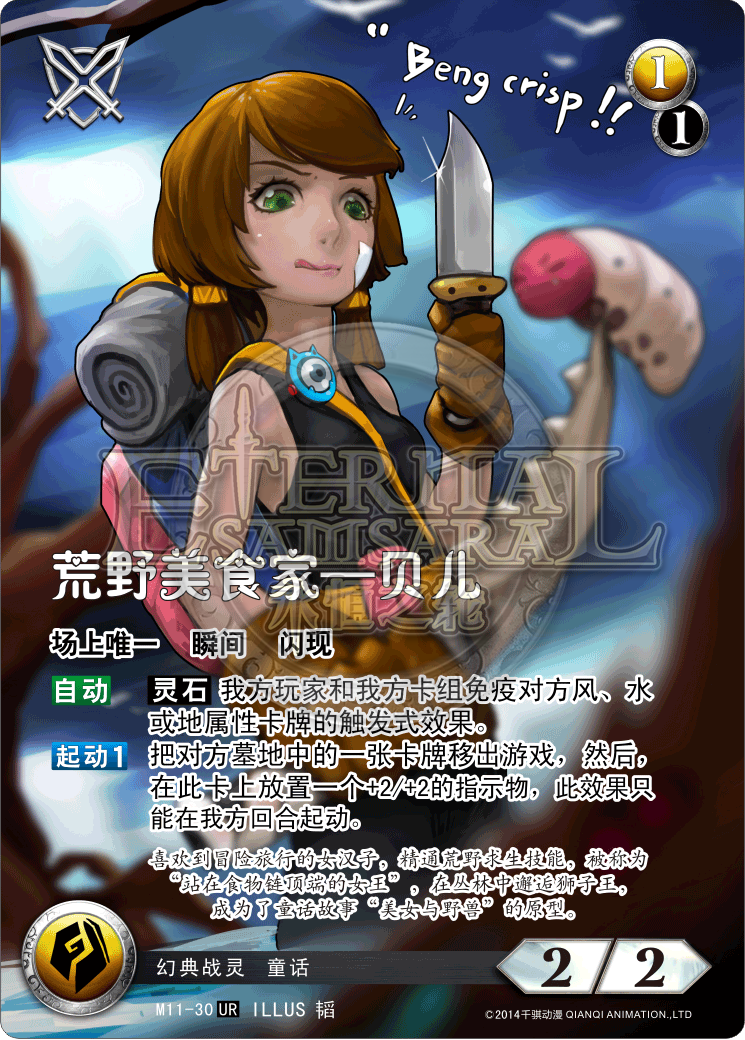 "Beng crisp!!
1
1
ETERNAL
SAMSARA
荒野美食家—贝儿
场上唯一 瞬间 闪现
自动 灵石 我方玩家和我方卡组免疫对方风、水
或地属性卡牌的触发式效果。
起动1 把对方墓地中的一张卡牌移出游戏，然后，
在此卡上放置一个+2/+2的指示物，此效果只
能在我方回合起动。
喜欢到冒险旅行的女汉子，精通荒野求生技能，被称为
“站在食物链顶端的女王”，在丛林中邂逅狮子王，
成为了童话故事“美女与野兽”的原型。
幻典战灵 童话
2 2
M11-30 UR ILLUS 韬
©2014千骐动漫 QIANQI ANIMATION.,LTD